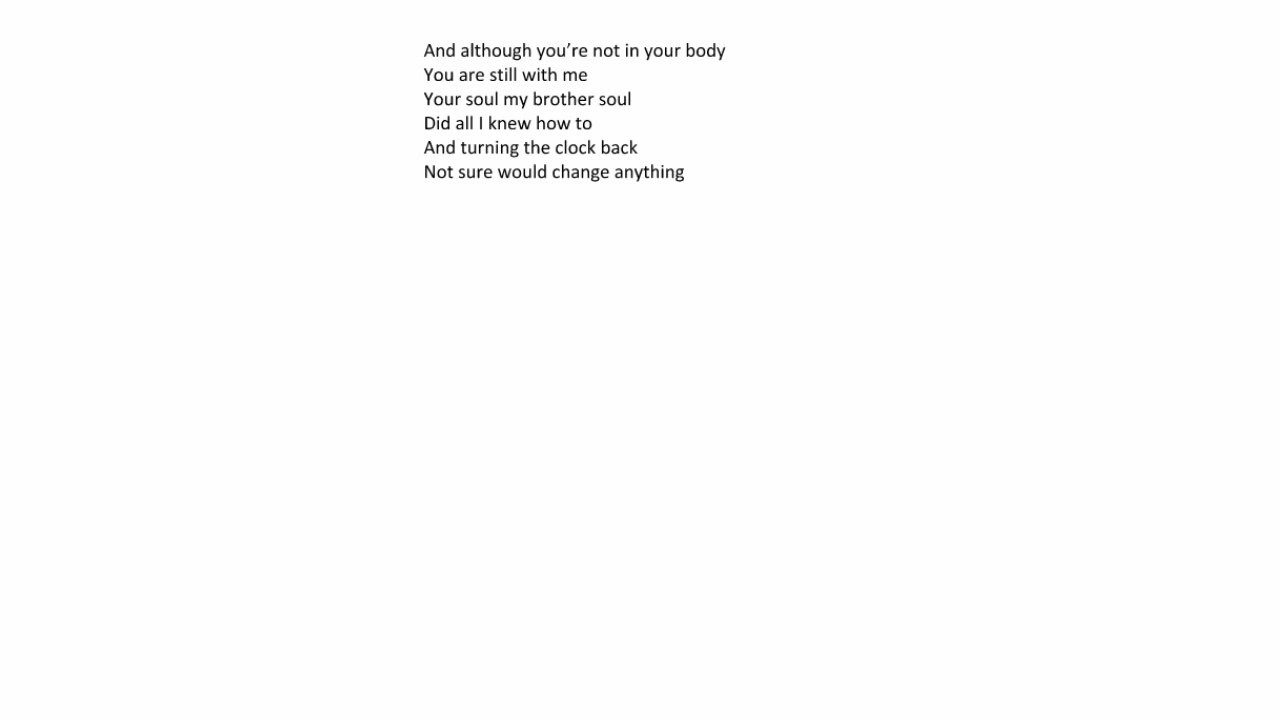 And although you’re not in your body
You are still with me
Your soul my brother soul
Did all I knew how to
And turning the clock back
Not sure would change anything